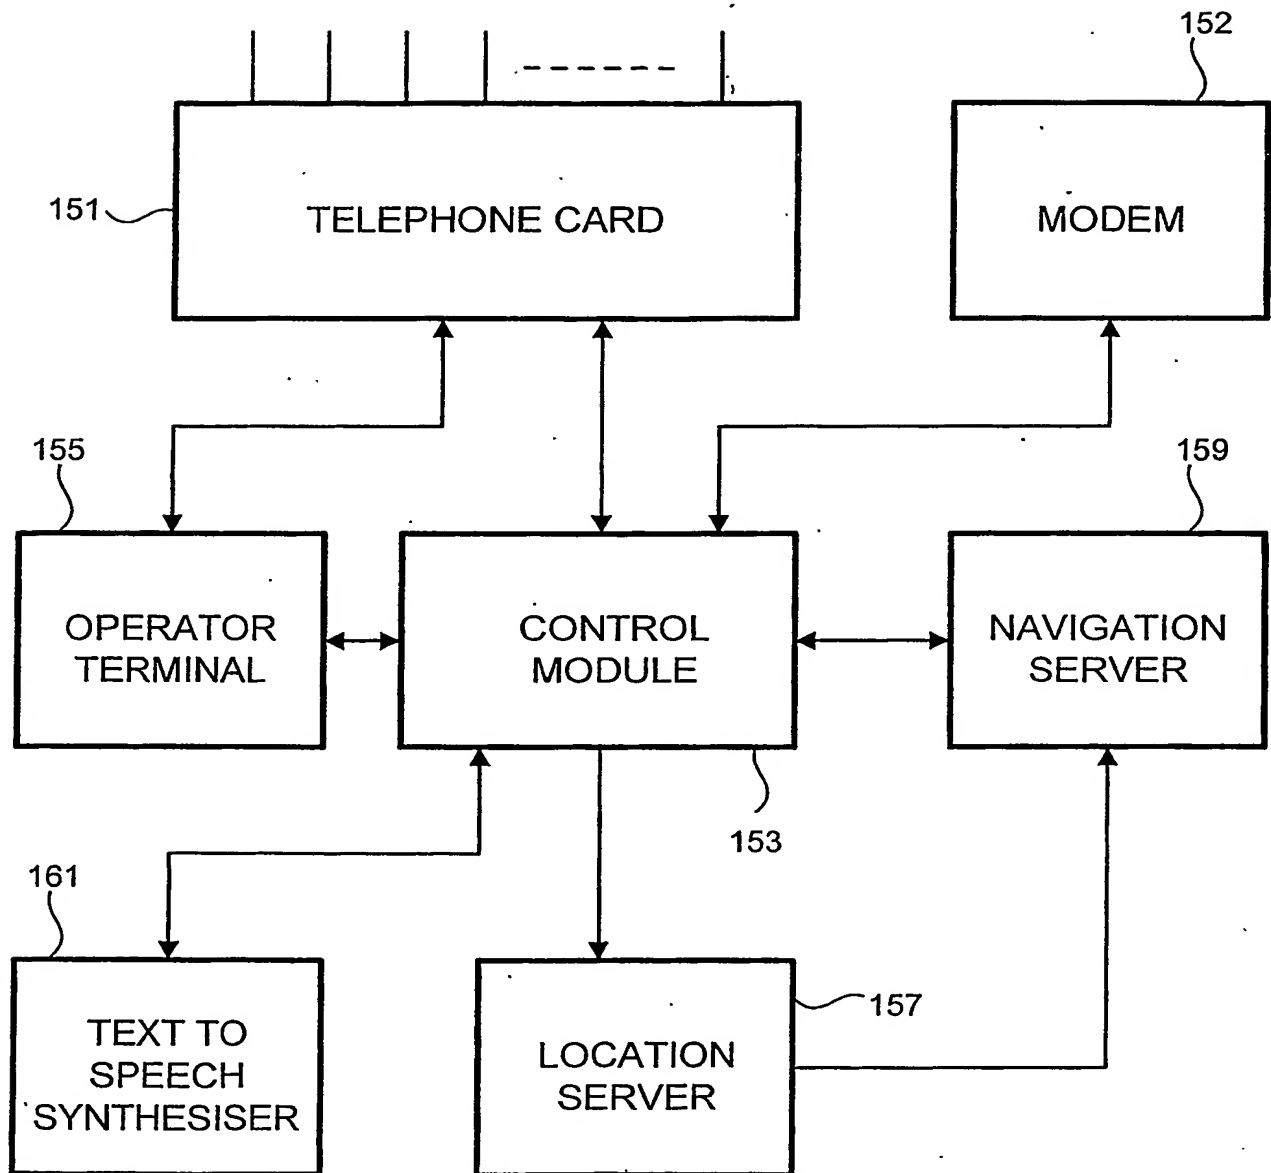 152
151
TELEPHONE CARD
MODEM
155
159
OPERATOR
TERMINAL
CONTROL
MODULE
NAVIGATION
SERVER
153
161
157
TEXT TO
SPEECH
SYNTHESISER
LOCATION
SERVER